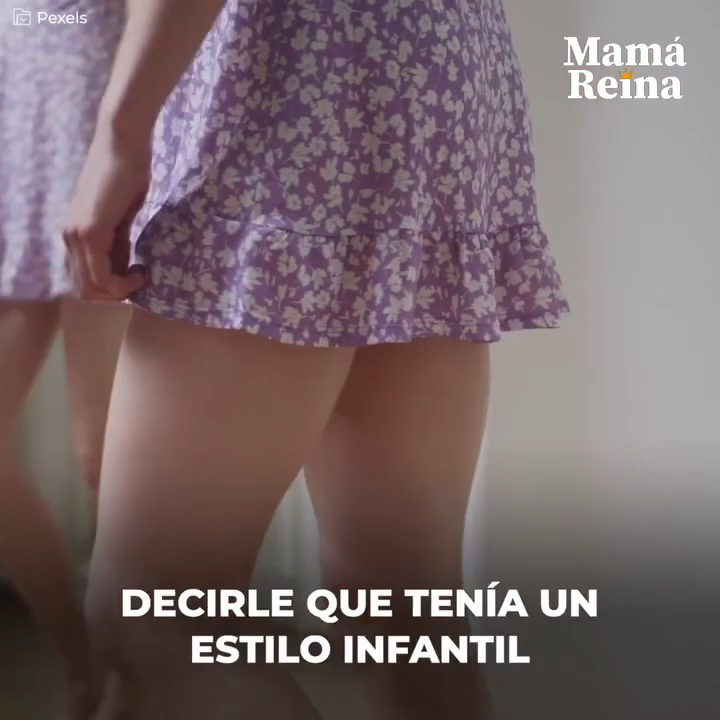 Pexels
Mamá
Reina
DECIRLE QUE TENÍA UN
ESTILO INFANTIL